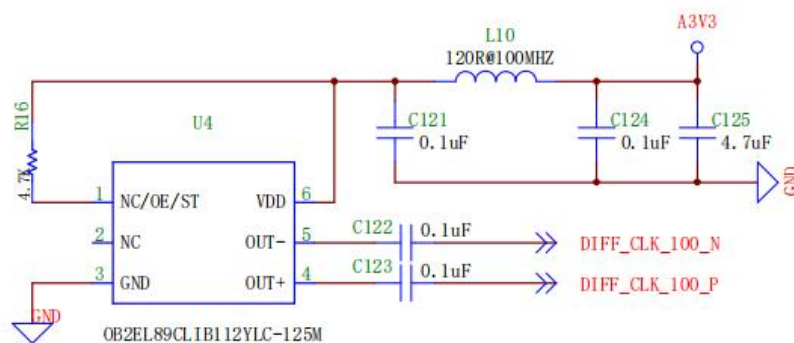 A3V3
L10
120R@100MHZ
R16
4.7K
U4
C121
0.1uF
C124
0.1uF
C125
4.7uF
GND
1
NC/OE/ST
VDD
6
2
NC
OUT-
5
C122
0.1uF
DIFF_CLK_100_N
3
GND
OUT+
4
C123
0.1uF
DIFF_CLK_100_P
GND
OB2EL89CLIB112YLC-125M